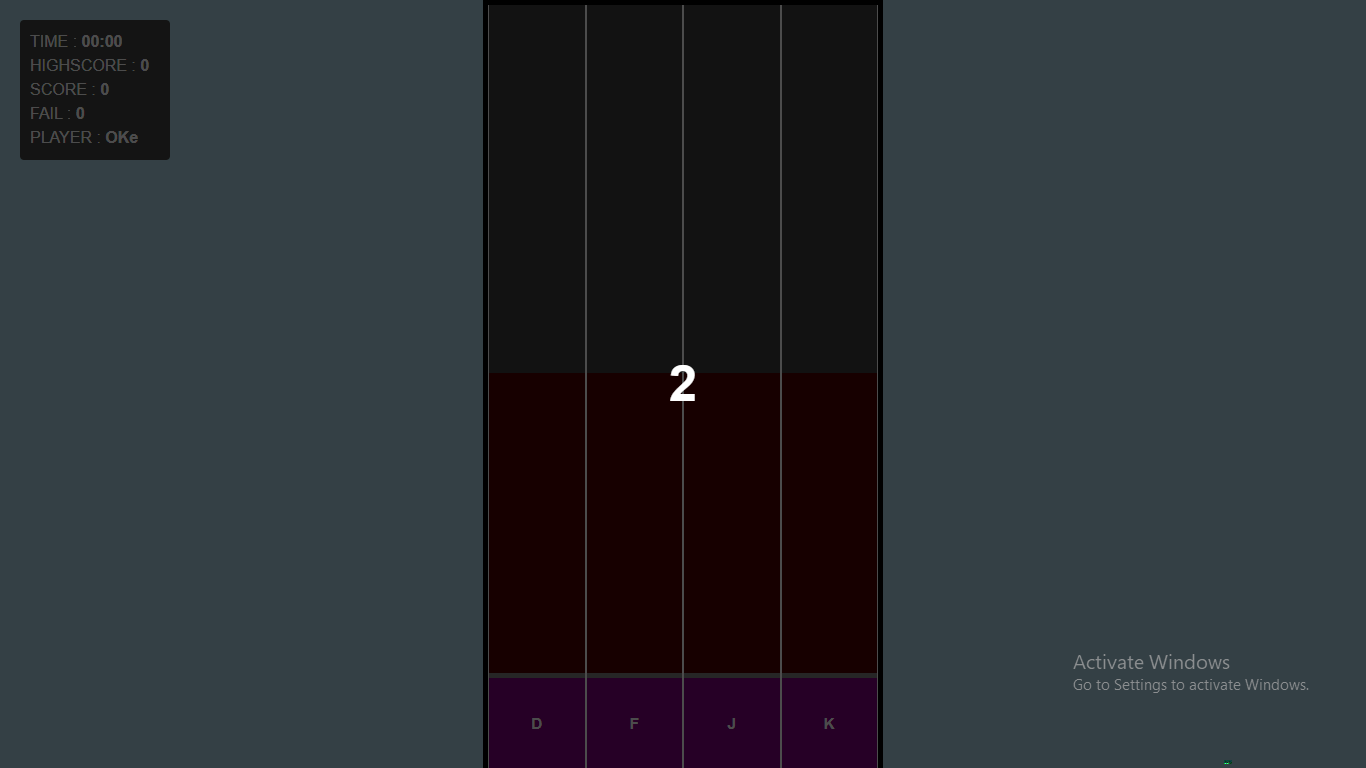 TIME : 00:00
HIGHSCORE : 0
SCORE : 0
FAIL : 0
PLAYER : OKe
2
Activate Windows
Go to Settings to activate Windows.
D F J K